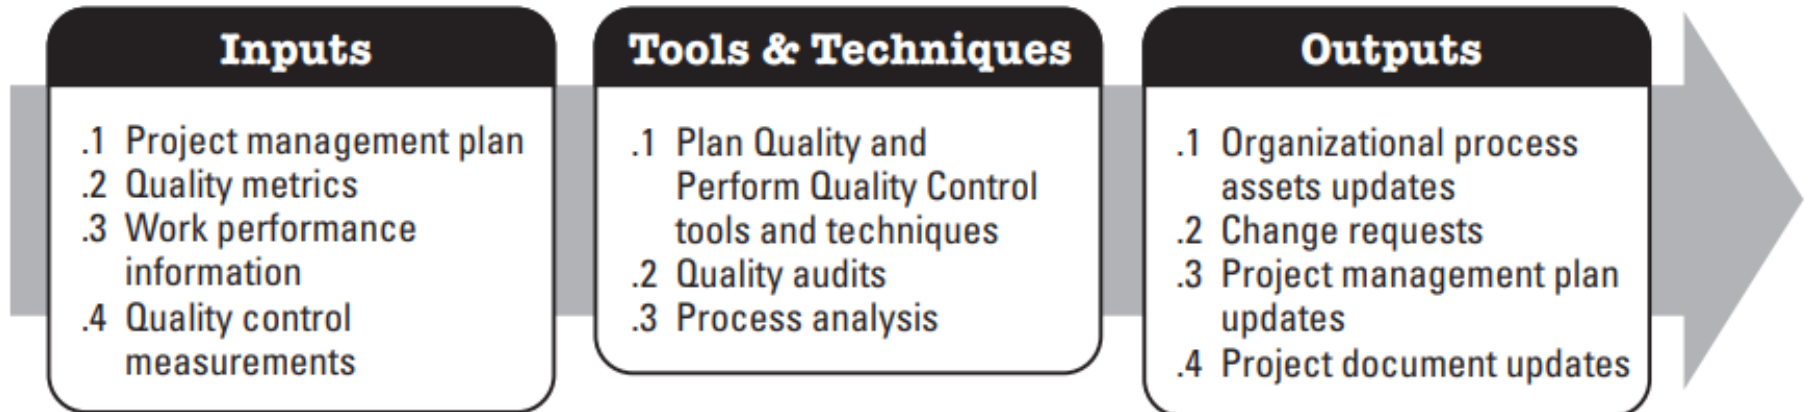 Inputs
.1 Project management plan
.2 Quality metrics
.3 Work performance
information
.4 Quality control
measurements
Tools & Techniques
.1 Plan Quality and
Perform Quality Control
tools and techniques
.2 Quality audits
.3 Process analysis
Outputs
.1 Organizational process
assets updates
.2 Change requests
.3 Project management plan
updates
.4 Project document updates